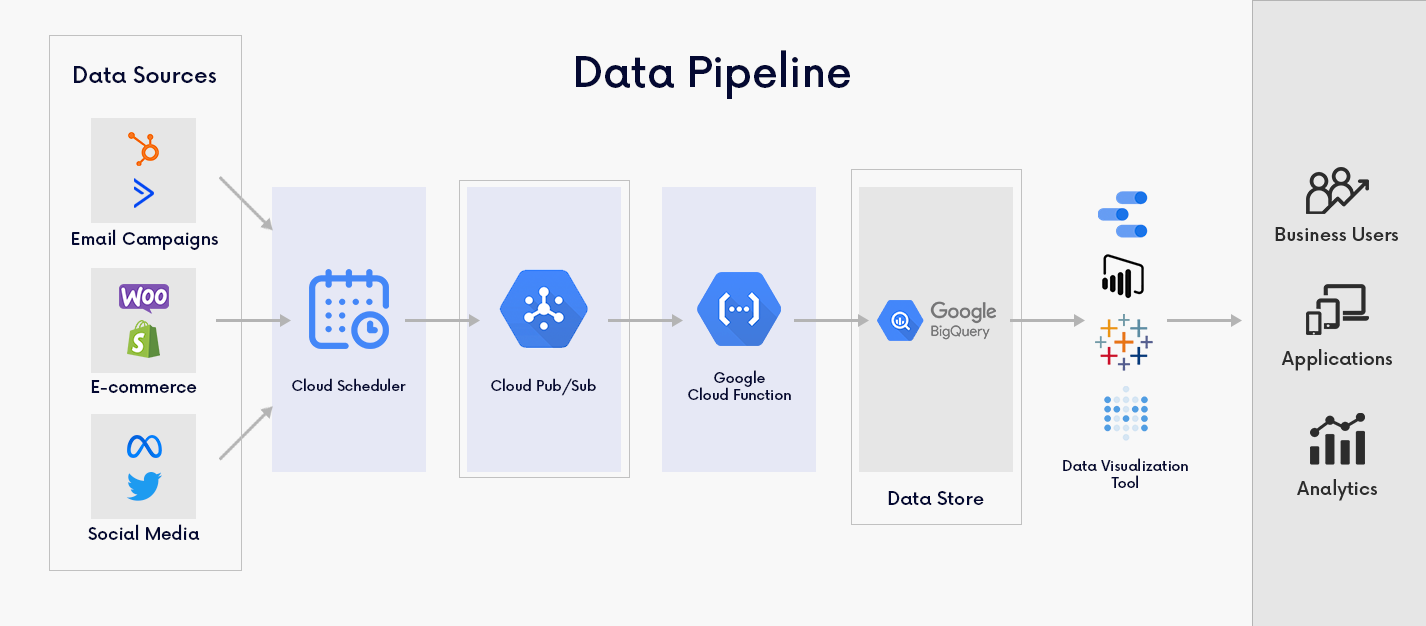 Data Pipeline
Data Sources
Woo
S
Email Campaigns
E-commerce
Social Media
Cloud Scheduler
Cloud Pub/Sub
Google
Cloud Function
Google
BigQuery
Data Store
Data Visualization
Tool
Business Users
Applications
Analytics